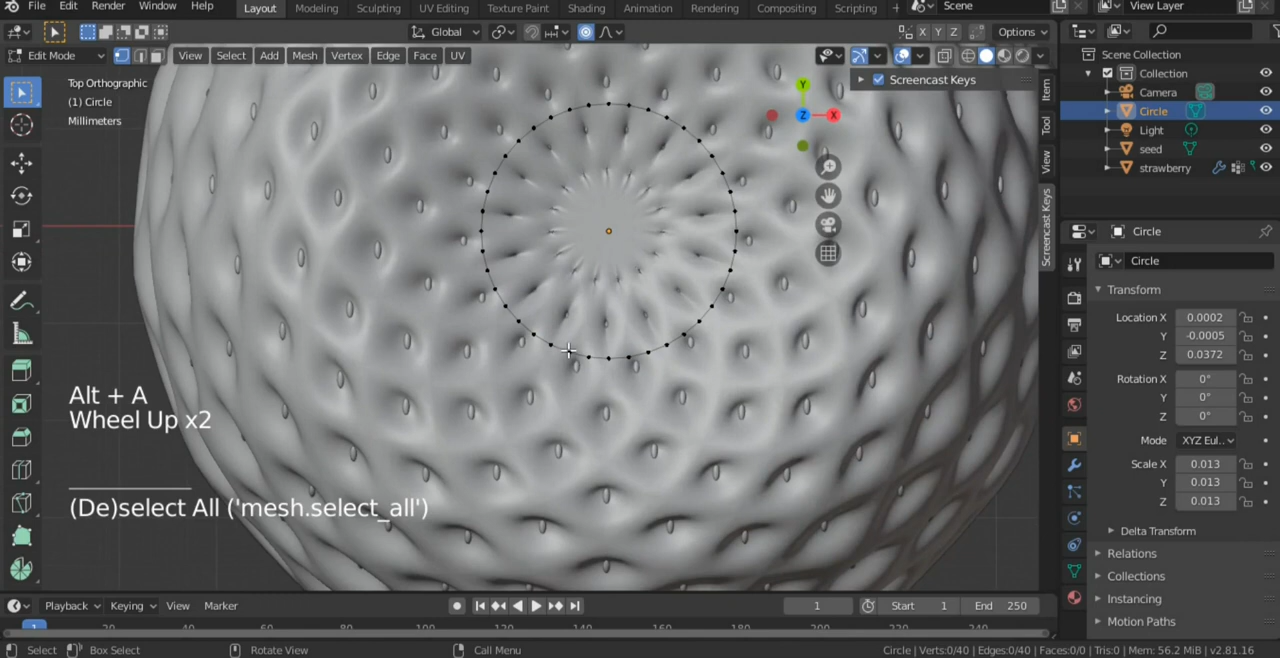 File Edit Render Window Help Layout Modeling Sculpting UV Editing Texture Paint Shading Animation Rendering Compositing Scripting Scene View Layer
Global X Y Z Options
Edit Mode View Select Add Mesh Vertex Edge Face UV
Top Orthographic
(1) Circle
Millimeters
Screencast Keys
Y
Z X
Item
Tool
View
Screencast Keys
Scene Collection
Collection
Camera
Circle
Light
seed
strawberry
Circle
Circle
Transform
Location X 0.0002
Y -0.0005
Z 0.0372
Rotation X 0°
Y 0°
Z 0°
Mode XYZ Eul..
Scale X 0.013
Y 0.013
Z 0.013
Delta Transform
Relations
Collections
Instancing
Motion Paths
Alt + A
Wheel Up x2
(De)select All ('mesh.select_all')
Playback Keying View Marker 1 Start 1 End 250
1 20 60 80 100 120 140 160 180 200 220 240
Select Box Select Rotate View Call Menu Circle | Verts:0/40 | Edges:0/40 | Faces:0/0 | Tris:0 | Mem: 56.2 MiB | v2.81.16